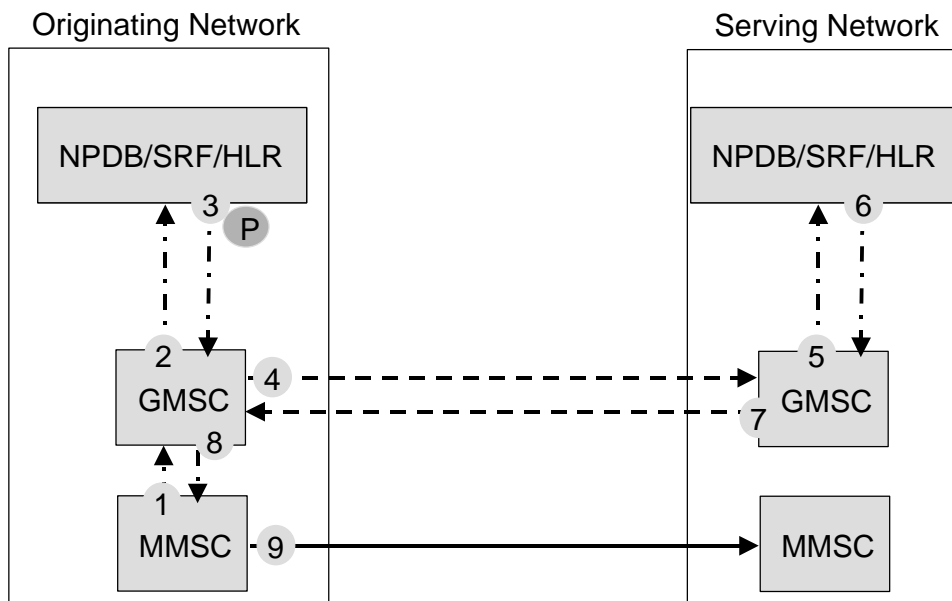 Originating Network
Serving Network
NPDB/SRF/HLR
NPDB/SRF/HLR
3
6
P
2
5
4
GMSC
GMSC
7
8
1
MMSC
9
MMSC